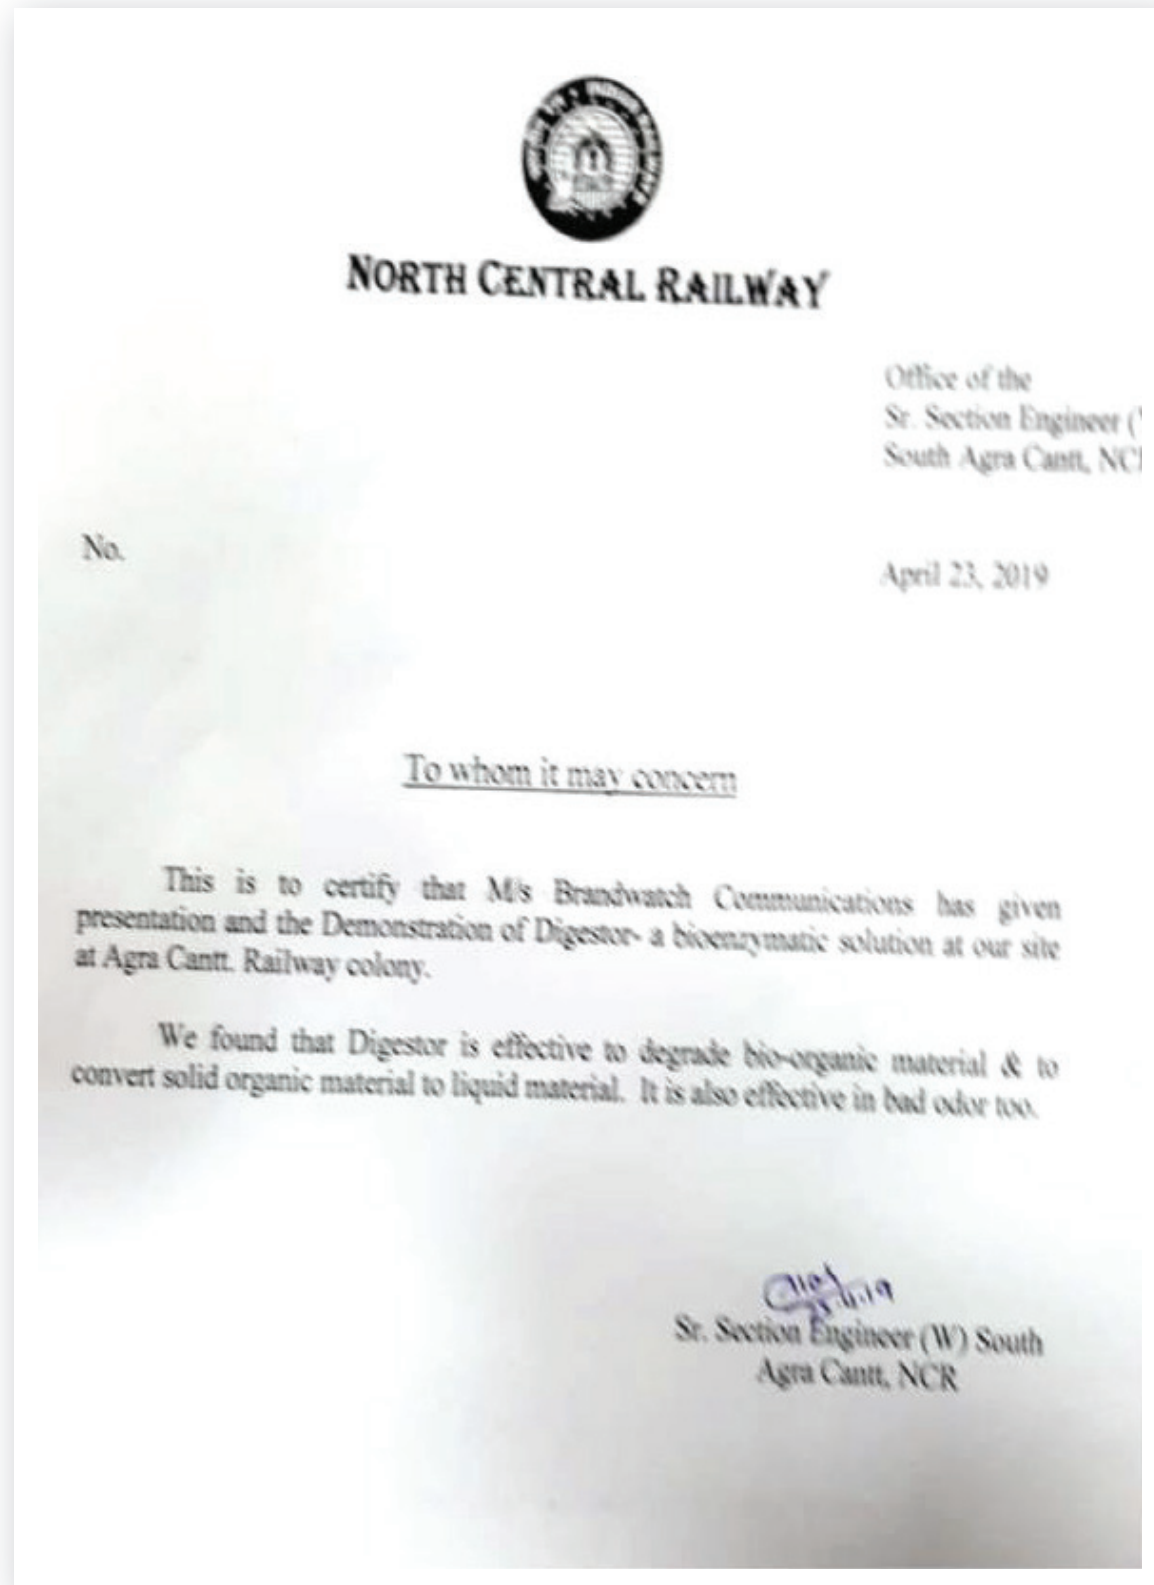 भारतीय रेल • INDIAN RAILWAYS
NORTH CENTRAL RAILWAY
Office of the
Sr. Section Engineer (
South Agra Cantt, NC
No.
April 23, 2019
To whom it may concern
This is to certify that M/s Brandwatch Communications has given
presentation and the Demonstration of Digestor- a bioenzymatic solution at our site
at Agra Cantt. Railway colony.
We found that Digestor is effective to degrade bio-organic material & to
convert solid organic material to liquid material. It is also effective in bad odor too.
Sr. Section Engineer (W) South
Agra Cantt, NCR